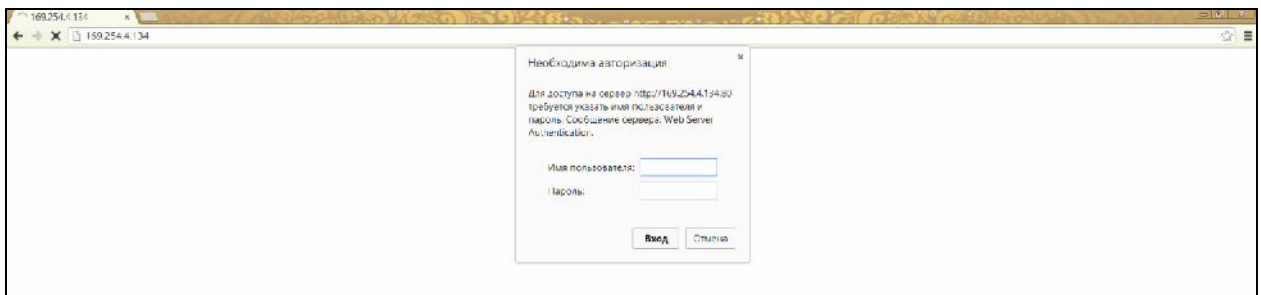 169.254.4.134
169.254.4.134
Необходима авторизация
Для доступа на сервер http://169.254.4.134:80
требуется указать имя пользователя и
пароль. Сообщение сервера: Web Server
Authentication.
Имя пользователя:
Пароль:
Вход Отмена